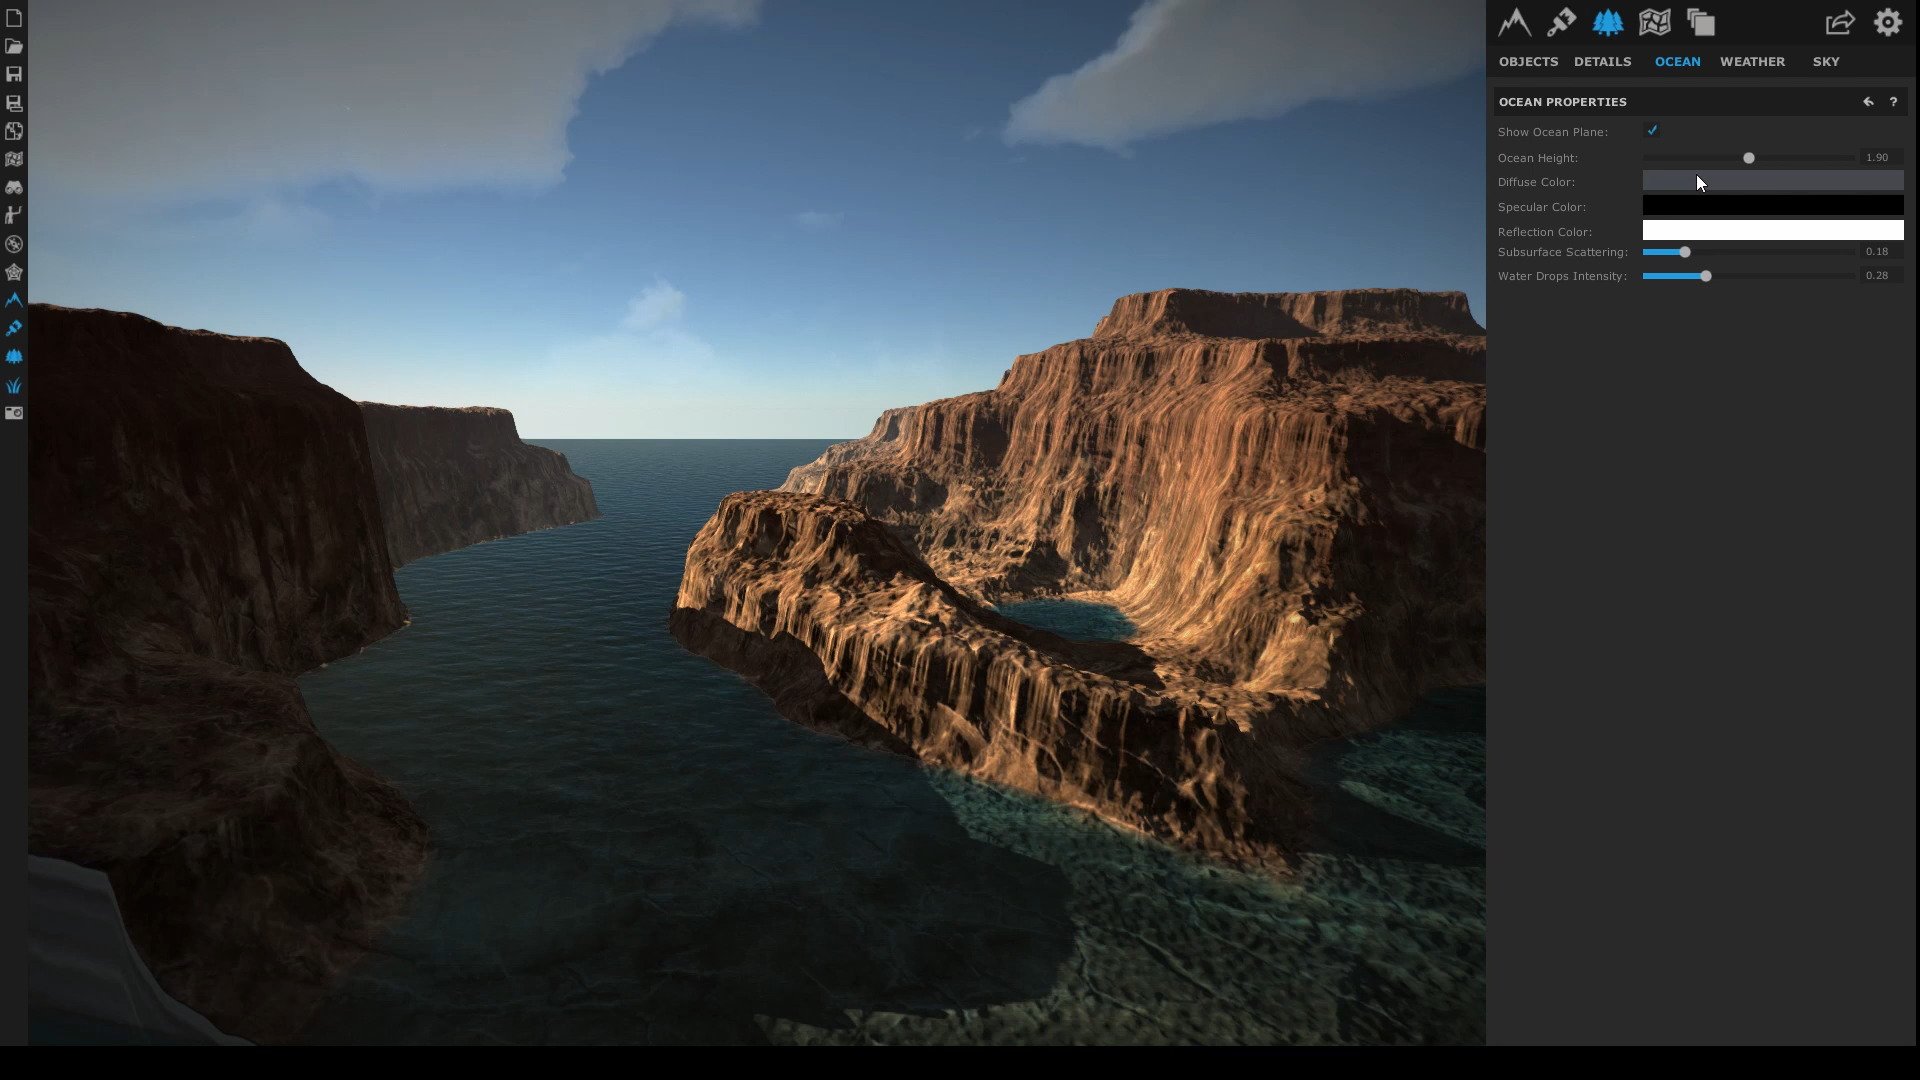 OBJECTS DETAILS OCEAN WEATHER SKY
OCEAN PROPERTIES ?
Show Ocean Plane:
Ocean Height: 1.90
Diffuse Color:
Specular Color:
Reflection Color:
Subsurface Scattering: 0.18
Water Drops Intensity: 0.28